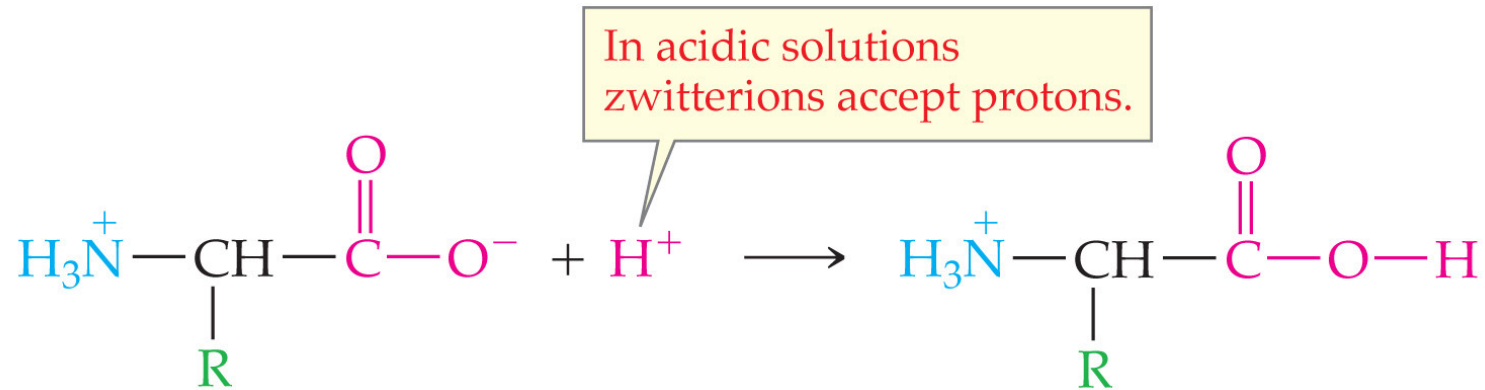 In acidic solutions
zwitterions accept protons.
O
O
+
+
H₃N—CH—C—O⁻ + H⁺ ⟶ H₃N—CH—C—O—H
R
R